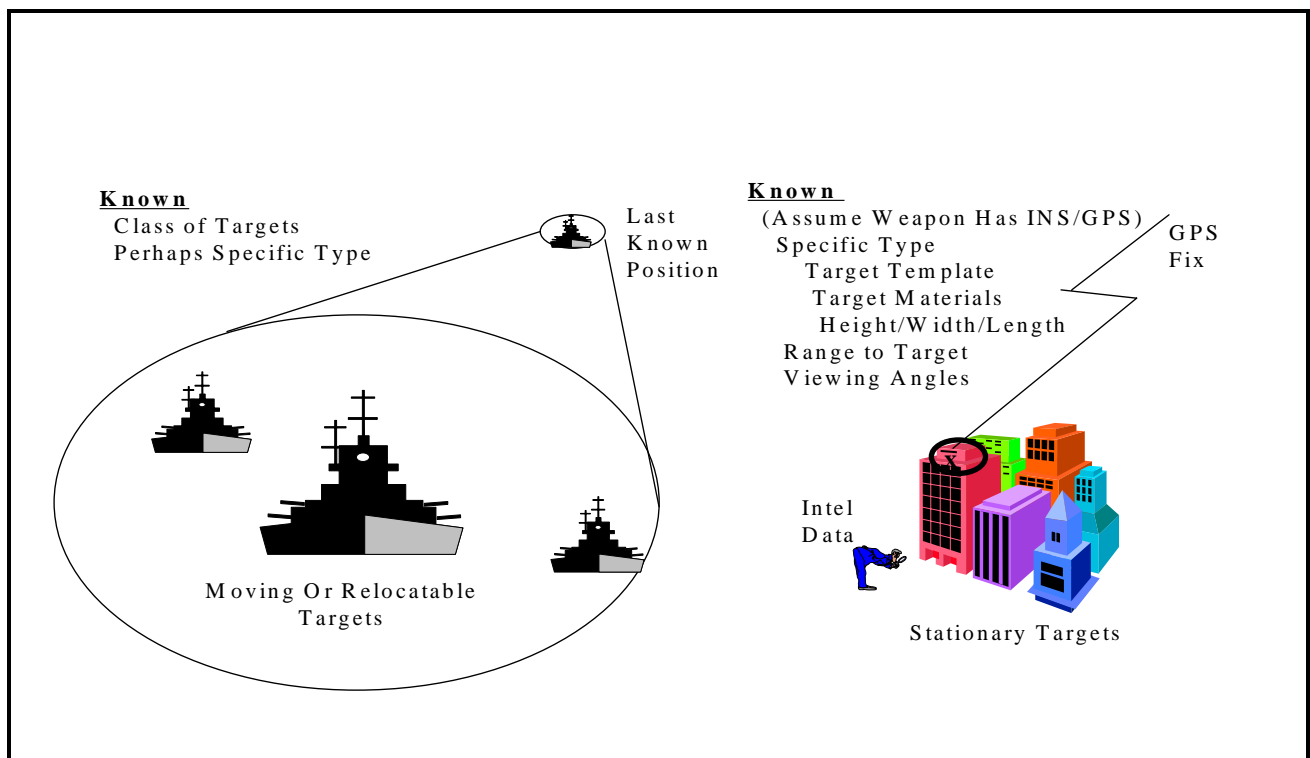 Known
Class of Targets
Perhaps Specific Type
Last
Known
Position
Moving Or Relocatable
Targets
Known
(Assume Weapon Has INS/GPS)
Specific Type
Target Template
Target Materials
Height/Width/Length
Range to Target
Viewing Angles
GPS
Fix
X
Intel
Data
Stationary Targets